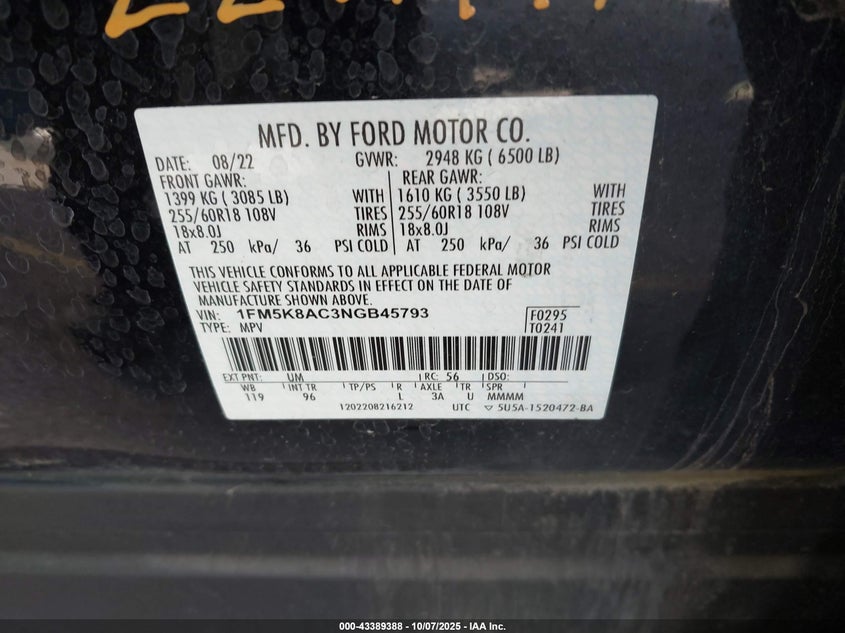 MFD. BY FORD MOTOR CO.
DATE: 08/22 GVWR: 2948 KG ( 6500 LB)
FRONT GAWR: REAR GAWR:
1399 KG ( 3085 LB) WITH 1610 KG ( 3550 LB) WITH
255/60R18 108V TIRES 255/60R18 108V TIRES
18x8.0J RIMS 18x8.0J RIMS
AT 250 kPa/ 36 PSI COLD AT 250 kPa/ 36 PSI COLD
THIS VEHICLE CONFORMS TO ALL APPLICABLE FEDERAL MOTOR
VEHICLE SAFETY STANDARDS IN EFFECT ON THE DATE OF
MANUFACTURE SHOWN ABOVE.
VIN: 1FM5K8AC3NGB45793 F0295
TYPE: MPV T0241
EXT PNT: UM RC: 56 DSO:
WB INT TR TP/PS R AXLE TR SPR
119 96 L 3A U MMMM
1202208216212 UTC ▽ 5U5A-1520472-BA
000-43389388 - 10/07/2025 - IAA Inc.